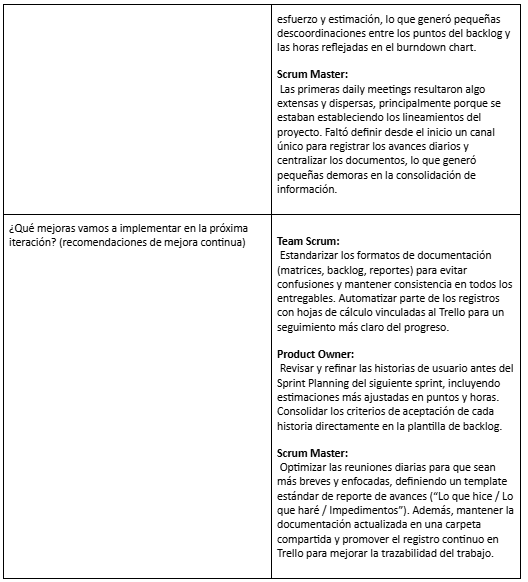 esfuerzo y estimación, lo que generó pequeñas
descoordinaciones entre los puntos del backlog y
las horas reflejadas en el burndown chart.
Scrum Master:
Las primeras daily meetings resultaron algo
extensas y dispersas, principalmente porque se
estaban estableciendo los lineamientos del
proyecto. Faltó definir desde el inicio un canal
único para registrar los avances diarios y
centralizar los documentos, lo que generó
pequeñas demoras en la consolidación de
información.
¿Qué mejoras vamos a implementar en la próxima
iteración? (recomendaciones de mejora continua)
Team Scrum:
Estandarizar los formatos de documentación
(matrices, backlog, reportes) para evitar
confusiones y mantener consistencia en todos los
entregables. Automatizar parte de los registros
con hojas de cálculo vinculadas al Trello para un
seguimiento más claro del progreso.
Product Owner:
Revisar y refinar las historias de usuario antes del
Sprint Planning del siguiente sprint, incluyendo
estimaciones más ajustadas en puntos y horas.
Consolidar los criterios de aceptación de cada
historia directamente en la plantilla de backlog.
Scrum Master:
Optimizar las reuniones diarias para que sean
más breves y enfocadas, definiendo un template
estándar de reporte de avances (“Lo que hice / Lo
que haré / Impedimentos”). Además, mantener la
documentación actualizada en una carpeta
compartida y promover el registro continuo en
Trello para mejorar la trazabilidad del trabajo.